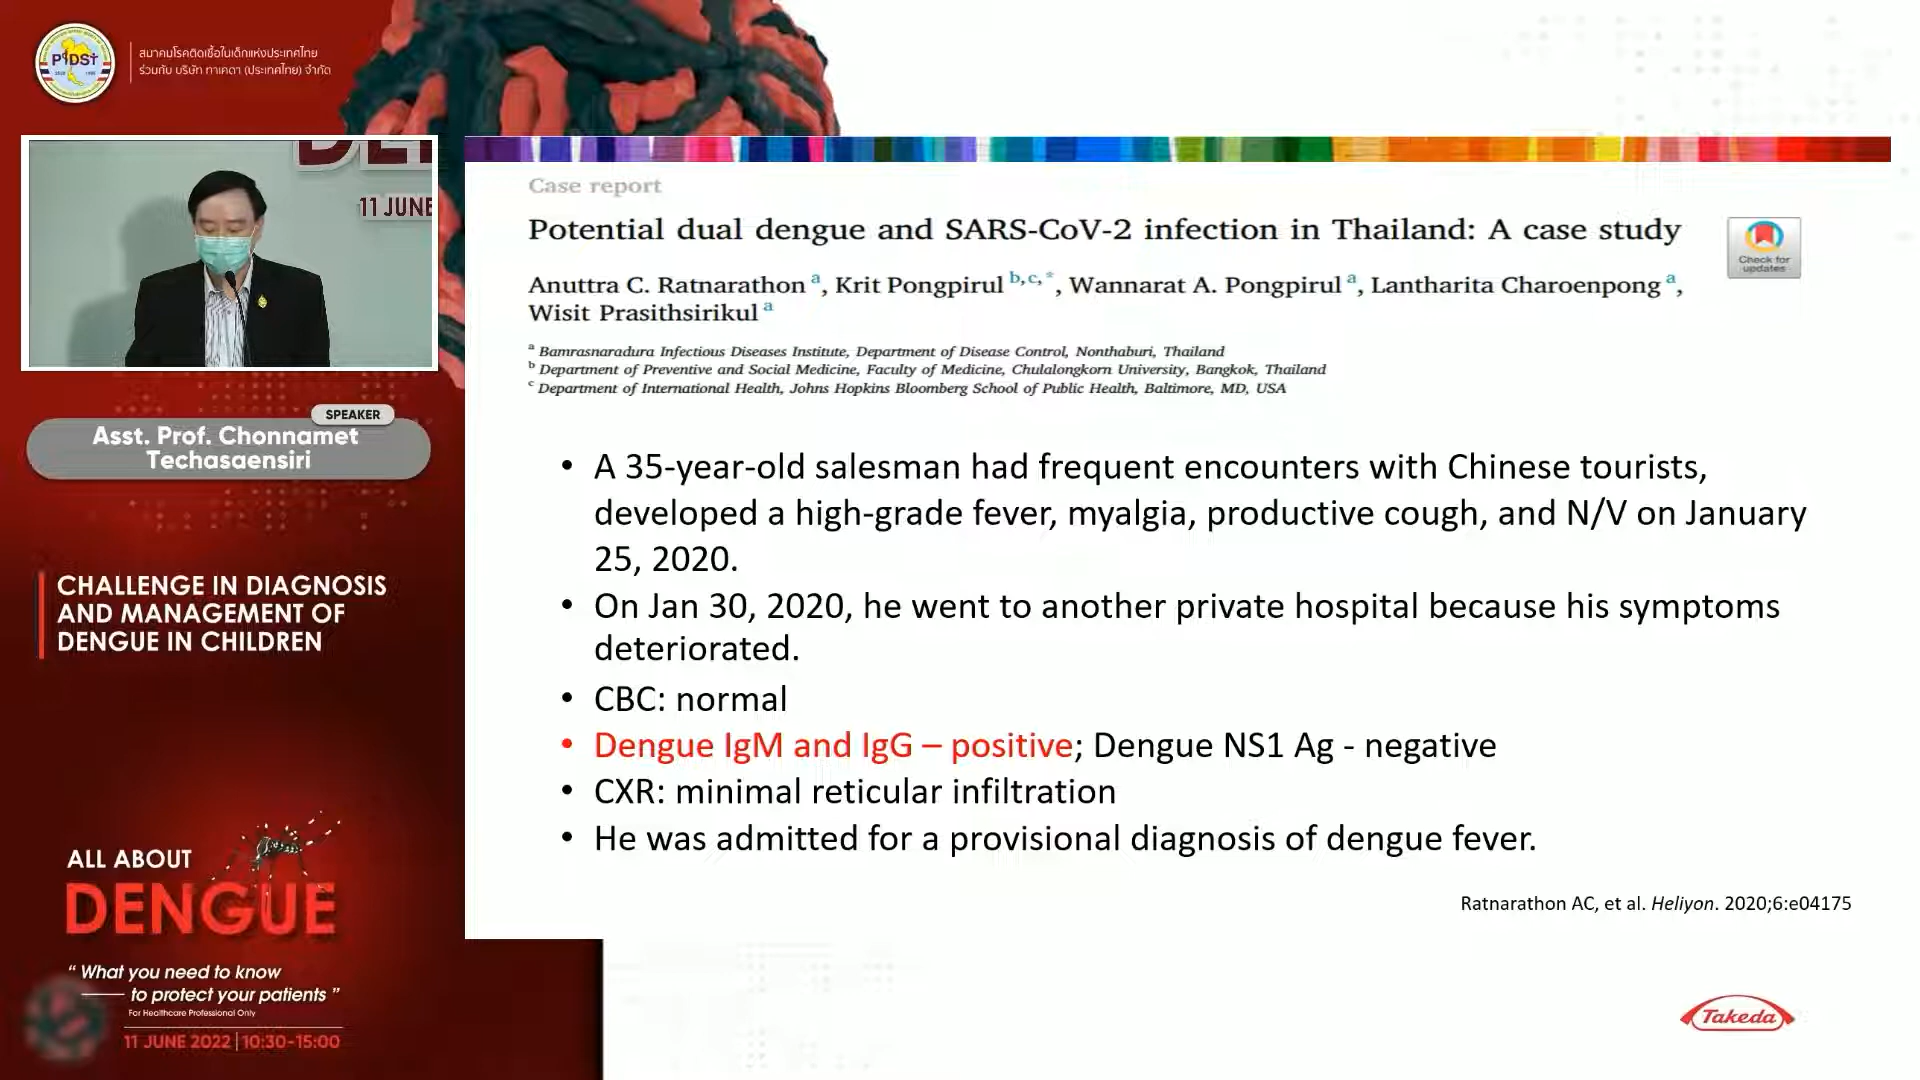 PIDST
สมาคมโรคติดเชื้อในเด็กแห่งประเทศไทย
ร่วมกับ บริษัท ทาเคดา (ประเทศไทย) จำกัด
11 JUNE
SPEAKER
Asst. Prof. Chonnamet
Techasaensiri
CHALLENGE IN DIAGNOSIS
AND MANAGEMENT OF
DENGUE IN CHILDREN
ALL ABOUT
DENGUE
“ What you need to know
to protect your patients ”
For Healthcare Professional Only
11 JUNE 2022 | 10:30-15:00
Case report
Potential dual dengue and SARS-CoV-2 infection in Thailand: A case study
Check for
updates
Anuttra C. Ratnarathon a, Krit Pongpirul b,c,*, Wannarat A. Pongpirul a, Lantharita Charoenpong a,
Wisit Prasithsirikul a
a Bamrasnaradura Infectious Diseases Institute, Department of Disease Control, Nonthaburi, Thailand
b Department of Preventive and Social Medicine, Faculty of Medicine, Chulalongkorn University, Bangkok, Thailand
c Department of International Health, Johns Hopkins Bloomberg School of Public Health, Baltimore, MD, USA
• A 35-year-old salesman had frequent encounters with Chinese tourists,
developed a high-grade fever, myalgia, productive cough, and N/V on January
25, 2020.
• On Jan 30, 2020, he went to another private hospital because his symptoms
deteriorated.
• CBC: normal
• Dengue IgM and IgG – positive; Dengue NS1 Ag - negative
• CXR: minimal reticular infiltration
• He was admitted for a provisional diagnosis of dengue fever.
Ratnarathon AC, et al. Heliyon. 2020;6:e04175
Takeda